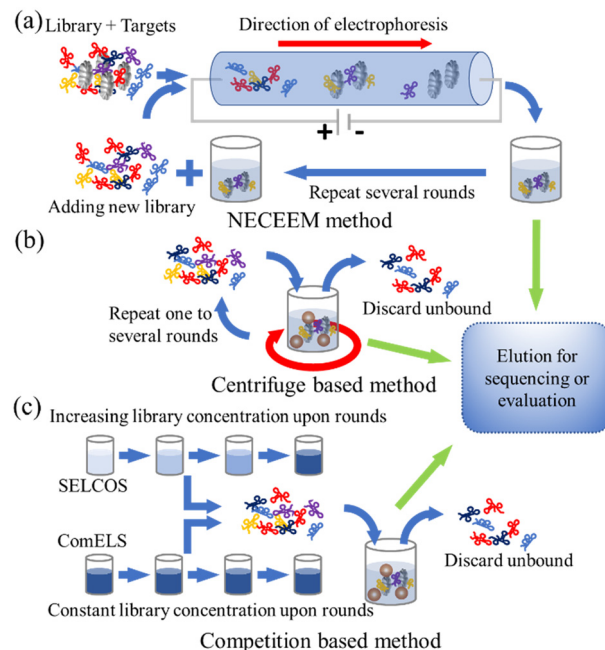 (a)
Library + Targets
Direction of electrophoresis
+ -
Adding new library
Repeat several rounds
NECEEM method
(b)
Repeat one to
several rounds
Discard unbound
Centrifuge based method
Elution for
sequencing or
evaluation
(c)
Increasing library concentration upon rounds
SELCOS
ComELS
Discard unbound
Constant library concentration upon rounds
Competition based method